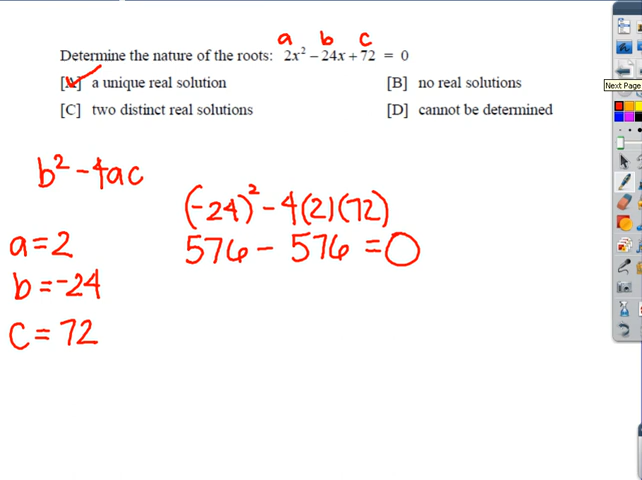 a b c
Determine the nature of the roots: 2x² − 24x + 72 = 0
[A] a unique real solution [B] no real solutions
[C] two distinct real solutions [D] cannot be determined
Next Page
b² - 4ac
(-24)² - 4(2)(72)
a = 2
576 - 576 = 0
b = -24
c = 72